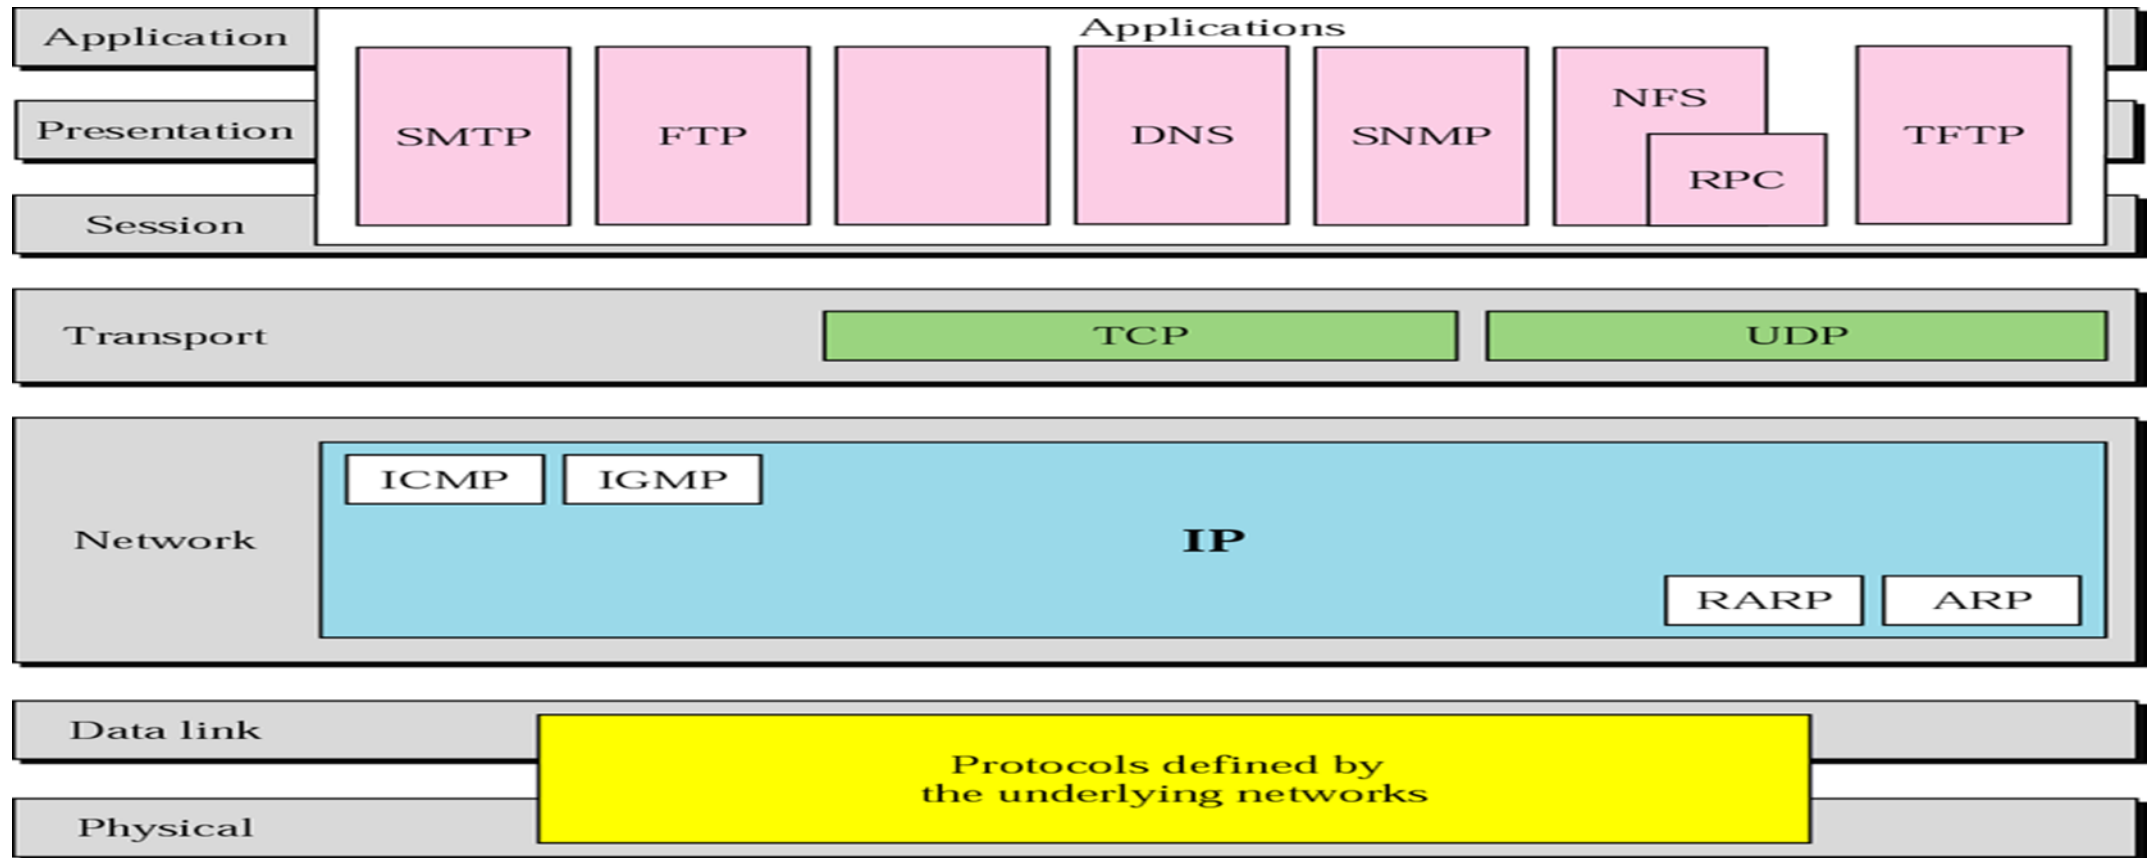 Application
Applications
SMTP
FTP
DNS
SNMP
NFS
RPC
TFTP
Presentation
Session
Transport
TCP
UDP
Network
ICMP
IGMP
IP
RARP
ARP
Data link
Physical
Protocols defined by
the underlying networks